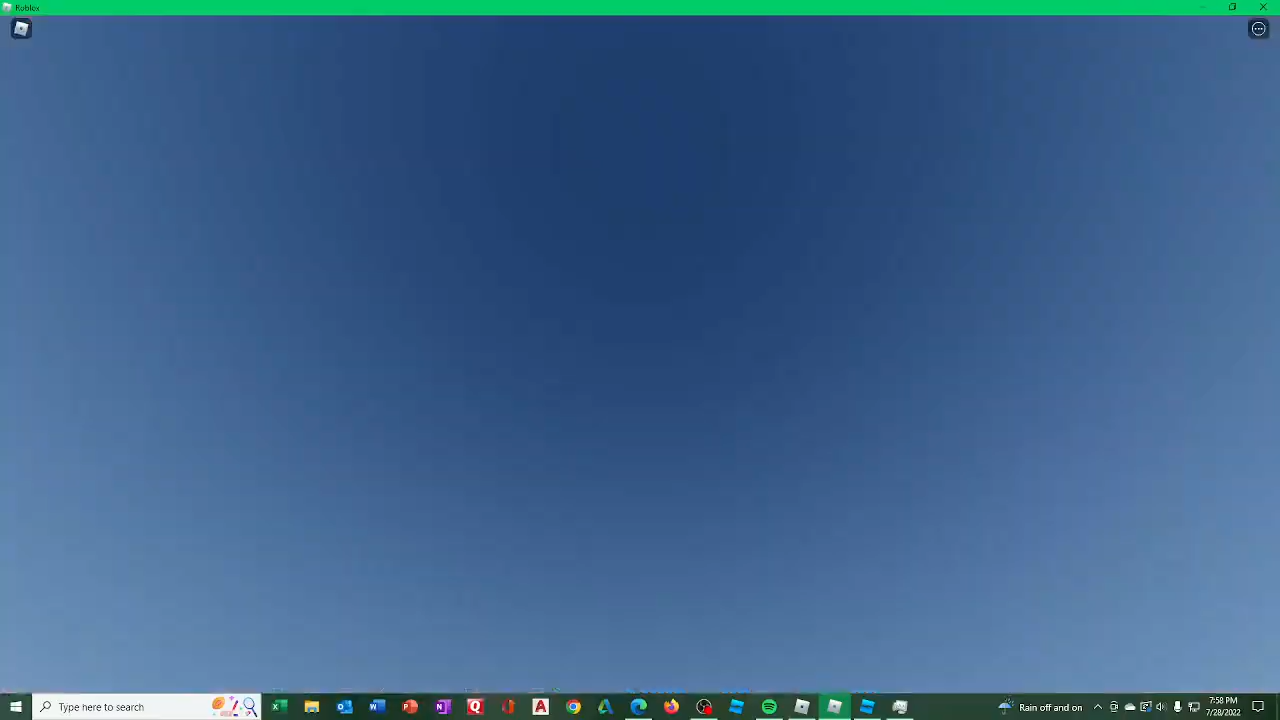 Roblox
Type here to search
Rain off and on
7:58 PM
7/28/2022